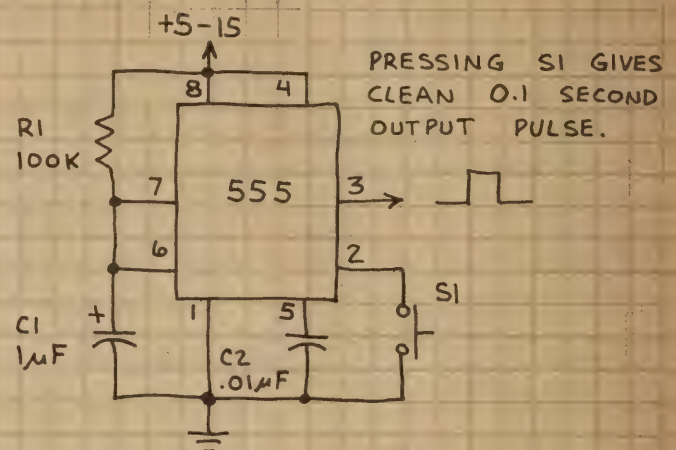 +5-15
PRESSING S1 GIVES
CLEAN 0.1 SECOND
OUTPUT PULSE.
8 4
R1
100K
7 555 3
6 2
1 5
S1
C1
1µF
+
C2
.01µF